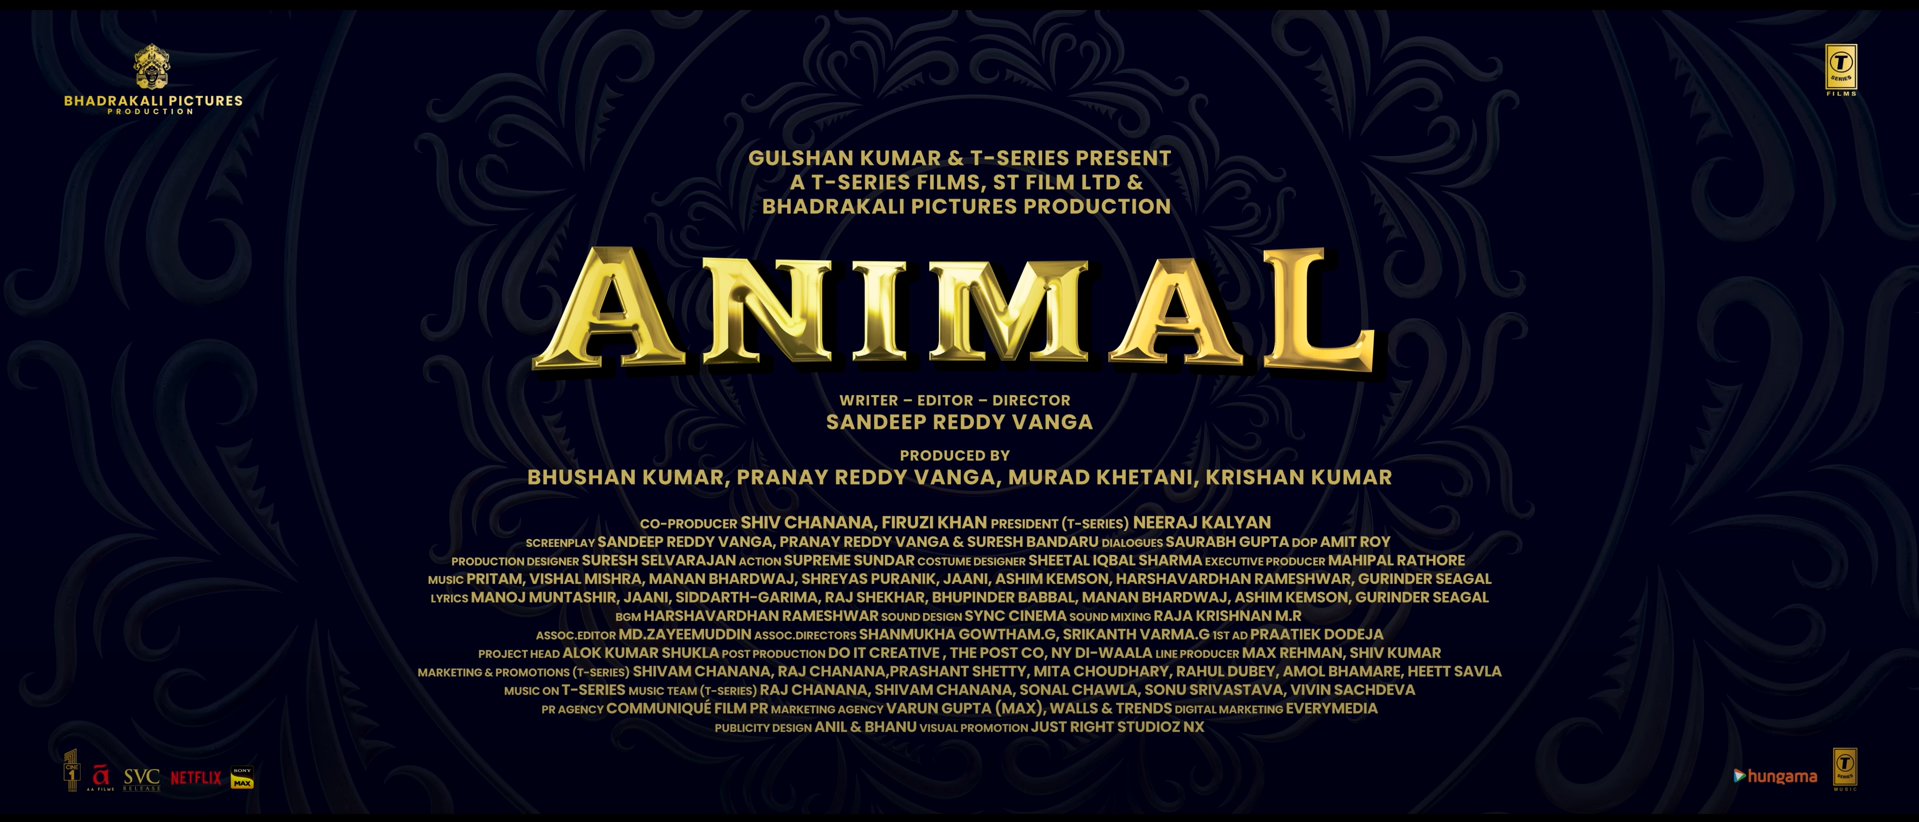 BHADRAKALI PICTURES
PRODUCTION
T
SERIES
FILMS
GULSHAN KUMAR & T-SERIES PRESENT
A T-SERIES FILMS, ST FILM LTD &
BHADRAKALI PICTURES PRODUCTION
ANIMAL
WRITER – EDITOR – DIRECTOR
SANDEEP REDDY VANGA
PRODUCED BY
BHUSHAN KUMAR, PRANAY REDDY VANGA, MURAD KHETANI, KRISHAN KUMAR
CO-PRODUCER SHIV CHANANA, FIRUZI KHAN PRESIDENT (T-SERIES) NEERAJ KALYAN
SCREENPLAY SANDEEP REDDY VANGA, PRANAY REDDY VANGA & SURESH BANDARU DIALOGUES SAURABH GUPTA DOP AMIT ROY
PRODUCTION DESIGNER SURESH SELVARAJAN ACTION SUPREME SUNDAR COSTUME DESIGNER SHEETAL IQBAL SHARMA EXECUTIVE PRODUCER MAHIPAL RATHORE
MUSIC PRITAM, VISHAL MISHRA, MANAN BHARDWAJ, SHREYAS PURANIK, JAANI, ASHIM KEMSON, HARSHAVARDHAN RAMESHWAR, GURINDER SEAGAL
LYRICS MANOJ MUNTASHIR, JAANI, SIDDARTH-GARIMA, RAJ SHEKHAR, BHUPINDER BABBAL, MANAN BHARDWAJ, ASHIM KEMSON, GURINDER SEAGAL
BGM HARSHAVARDHAN RAMESHWAR SOUND DESIGN SYNC CINEMA SOUND MIXING RAJA KRISHNAN M.R
ASSOC.EDITOR MD.ZAYEEMUDDIN ASSOC.DIRECTORS SHANMUKHA GOWTHAM.G, SRIKANTH VARMA.G 1ST AD PRAATIEK DODEJA
PROJECT HEAD ALOK KUMAR SHUKLA POST PRODUCTION DO IT CREATIVE , THE POST CO, NY DI-WAALA LINE PRODUCER MAX REHMAN, SHIV KUMAR
MARKETING & PROMOTIONS (T-SERIES) SHIVAM CHANANA, RAJ CHANANA,PRASHANT SHETTY, MITA CHOUDHARY, RAHUL DUBEY, AMOL BHAMARE, HEETT SAVLA
MUSIC ON T-SERIES MUSIC TEAM (T-SERIES) RAJ CHANANA, SHIVAM CHANANA, SONAL CHAWLA, SONU SRIVASTAVA, VIVIN SACHDEVA
PR AGENCY COMMUNIQUÉ FILM PR MARKETING AGENCY VARUN GUPTA (MAX), WALLS & TRENDS DIGITAL MARKETING EVERYMEDIA
PUBLICITY DESIGN ANIL & BHANU VISUAL PROMOTION JUST RIGHT STUDIOZ NX
CINE 1
ā
AA FILMS
SVC
RELEASE
NETFLIX
SONY
MAX
hungama
T
SERIES
MUSIC